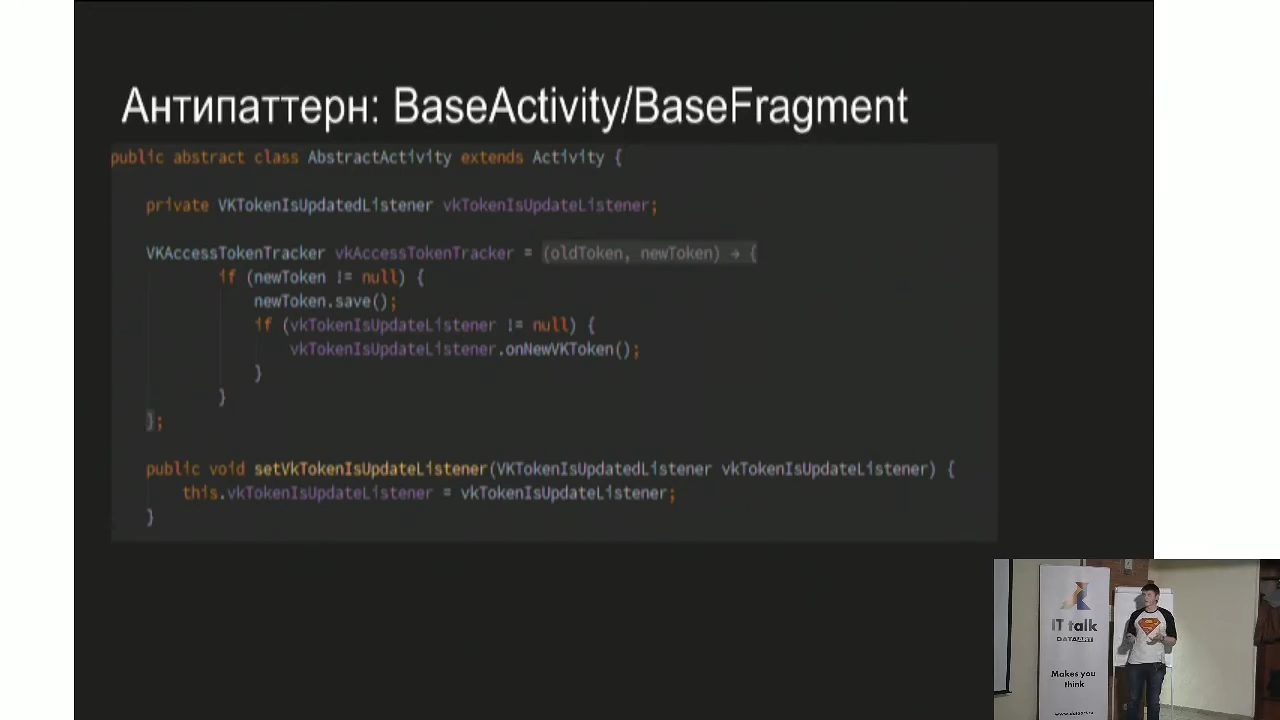 Антипаттерн: BaseActivity/BaseFragment
public abstract class AbstractActivity extends Activity {
private VKTokenIsUpdatedListener vkTokenIsUpdateListener;
VKAccessTokenTracker vkAccessTokenTracker = (oldToken, newToken) → {
if (newToken != null) {
newToken.save();
if (vkTokenIsUpdateListener != null) {
vkTokenIsUpdateListener.onNewVKToken();
}
}
};
public void setVkTokenIsUpdateListener(VKTokenIsUpdatedListener vkTokenIsUpdateListener) {
this.vkTokenIsUpdateListener = vkTokenIsUpdateListener;
}
IT talk
DATAART
Makes you
think